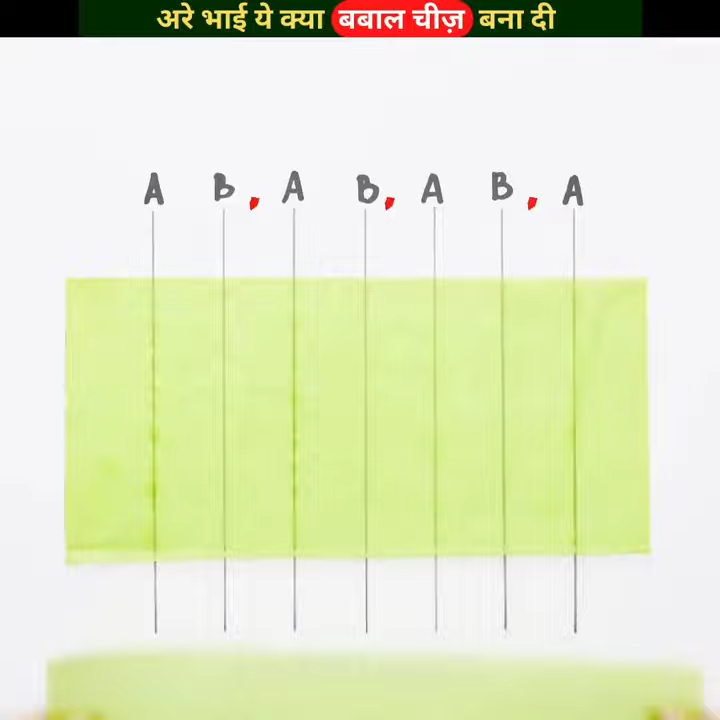 अरे भाई ये क्या बबाल चीज़ बना दी
A B, A B, A B, A